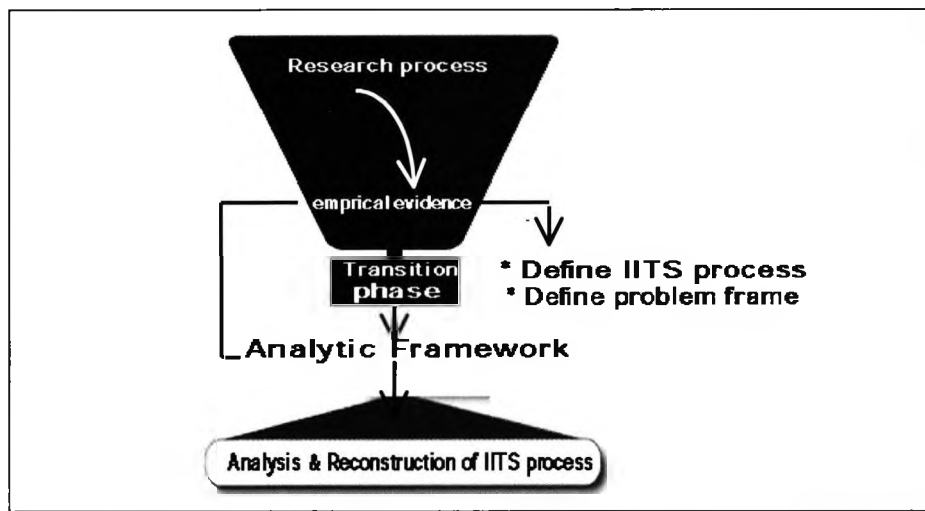 Research process
emprical evidence
Transition
phase
* Define IITS process
* Define problem frame
Analytic Framework
Analysis & Reconstruction of IITS process